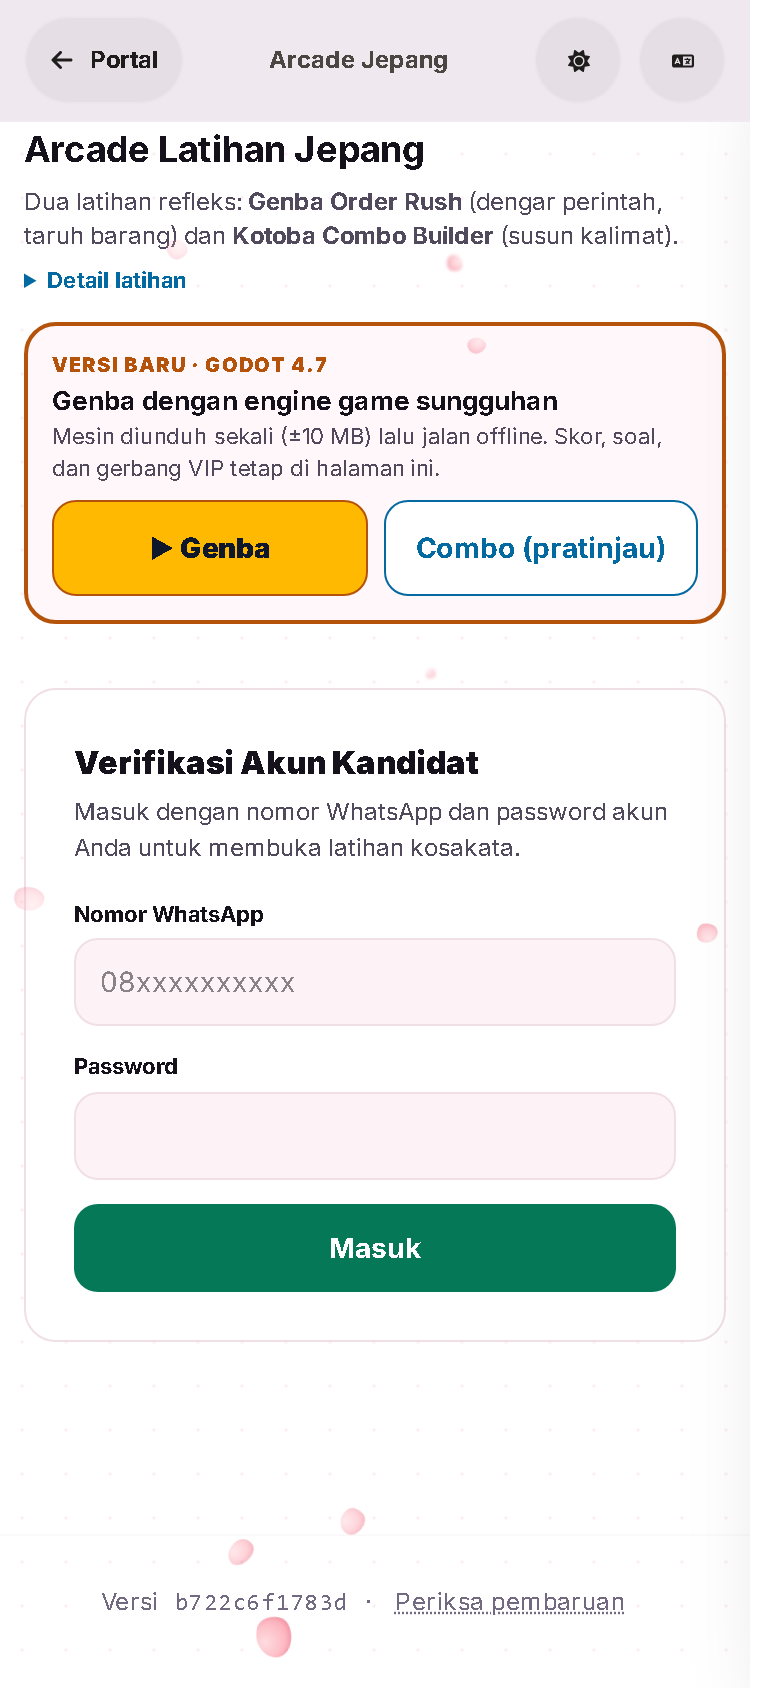 Portal
Arcade Jepang
Arcade Latihan Jepang
Dua latihan refleks: Genba Order Rush (dengar perintah,
taruh barang) dan Kotoba Combo Builder (susun kalimat).
Detail latihan
VERSI BARU · GODOT 4.7
Genba dengan engine game sungguhan
Mesin diunduh sekali (±10 MB) lalu jalan offline. Skor, soal,
dan gerbang VIP tetap di halaman ini.
▶ Genba
Combo (pratinjau)
Verifikasi Akun Kandidat
Masuk dengan nomor WhatsApp dan password akun
Anda untuk membuka latihan kosakata.
Nomor WhatsApp
08xxxxxxxxxx
Password
Masuk
Versi b722c6f1783d · Periksa pembaruan